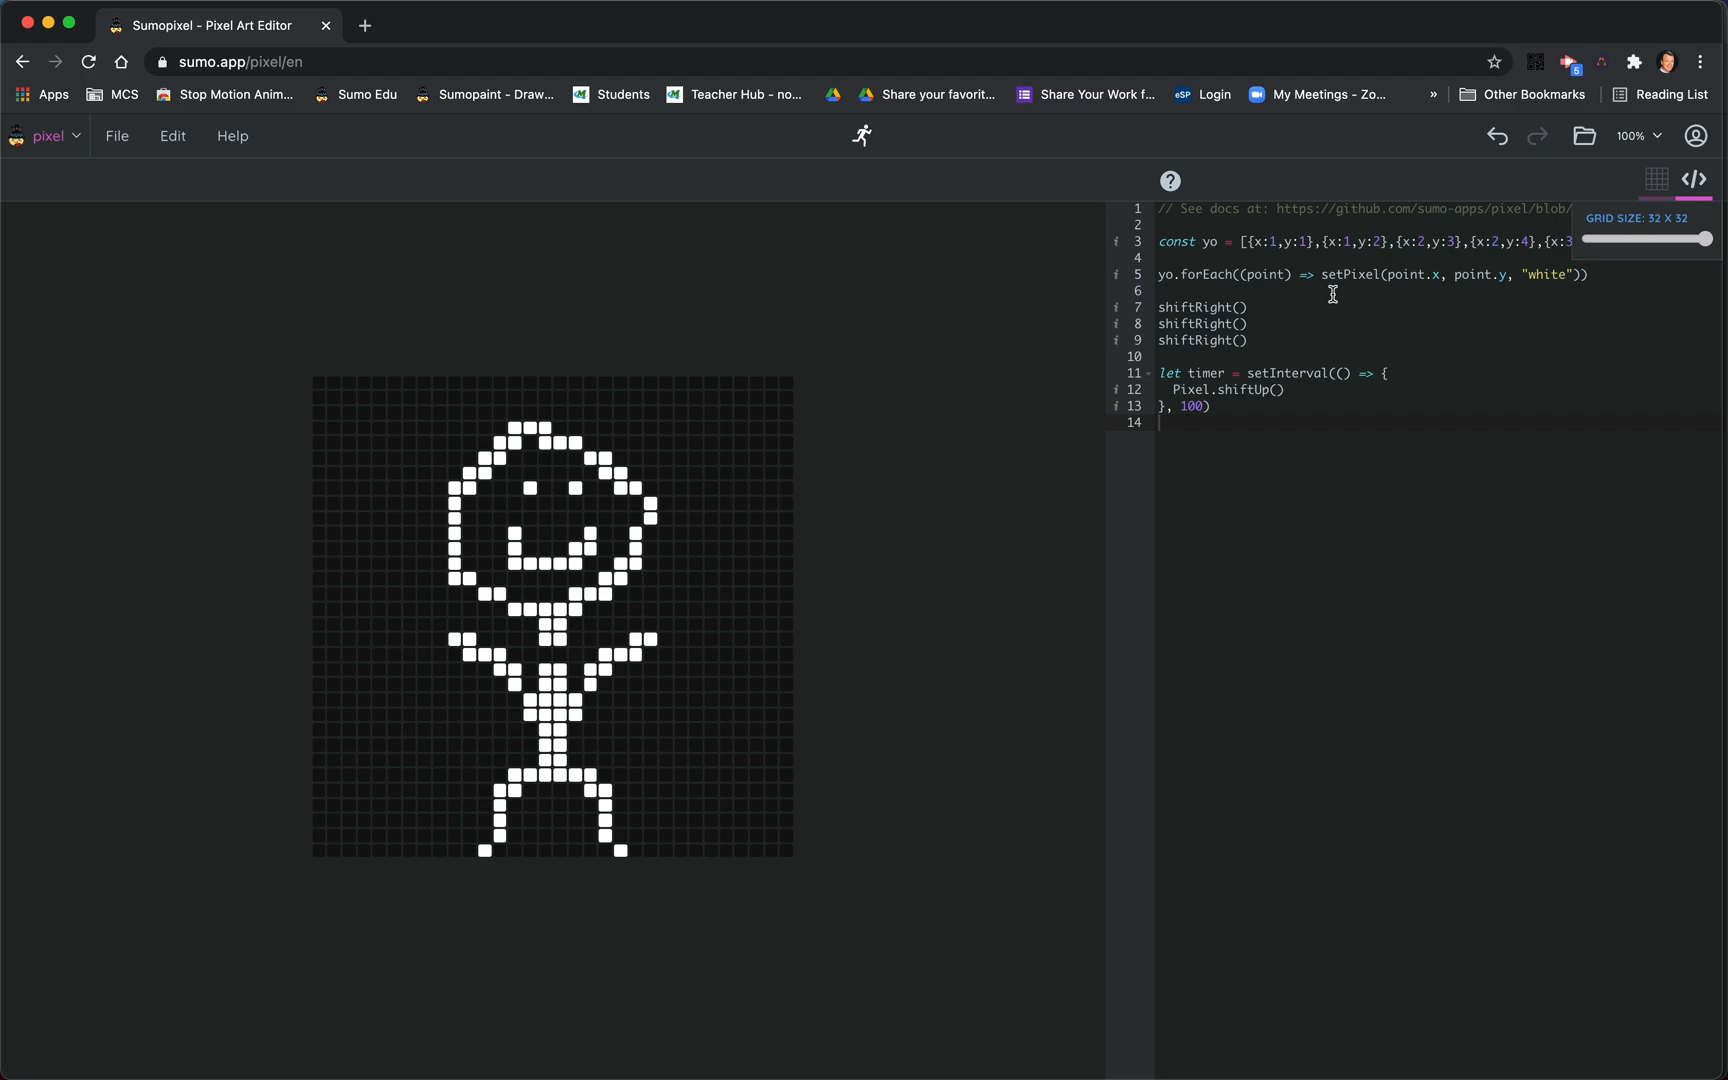 Sumopixel - Pixel Art Editor
sumo.app/pixel/en
5
Apps
MCS
Stop Motion Anim...
Sumo Edu
Sumopaint - Draw...
Students
Teacher Hub - no...
Share your favorit...
Share Your Work f...
eSP Login
My Meetings - Zo...
»
Other Bookmarks
Reading List
pixel
File
Edit
Help
100%
?
</>
GRID SIZE: 32 X 32
1 // See docs at: https://github.com/sumo-apps/pixel/blob/
2
i 3 const yo = [{x:1,y:1},{x:1,y:2},{x:2,y:3},{x:2,y:4},{x:3
4
i 5 yo.forEach((point) => setPixel(point.x, point.y, "white"))
6
i 7 shiftRight()
i 8 shiftRight()
i 9 shiftRight()
10
11 let timer = setInterval(() => {
i 12 Pixel.shiftUp()
i 13 }, 100)
14